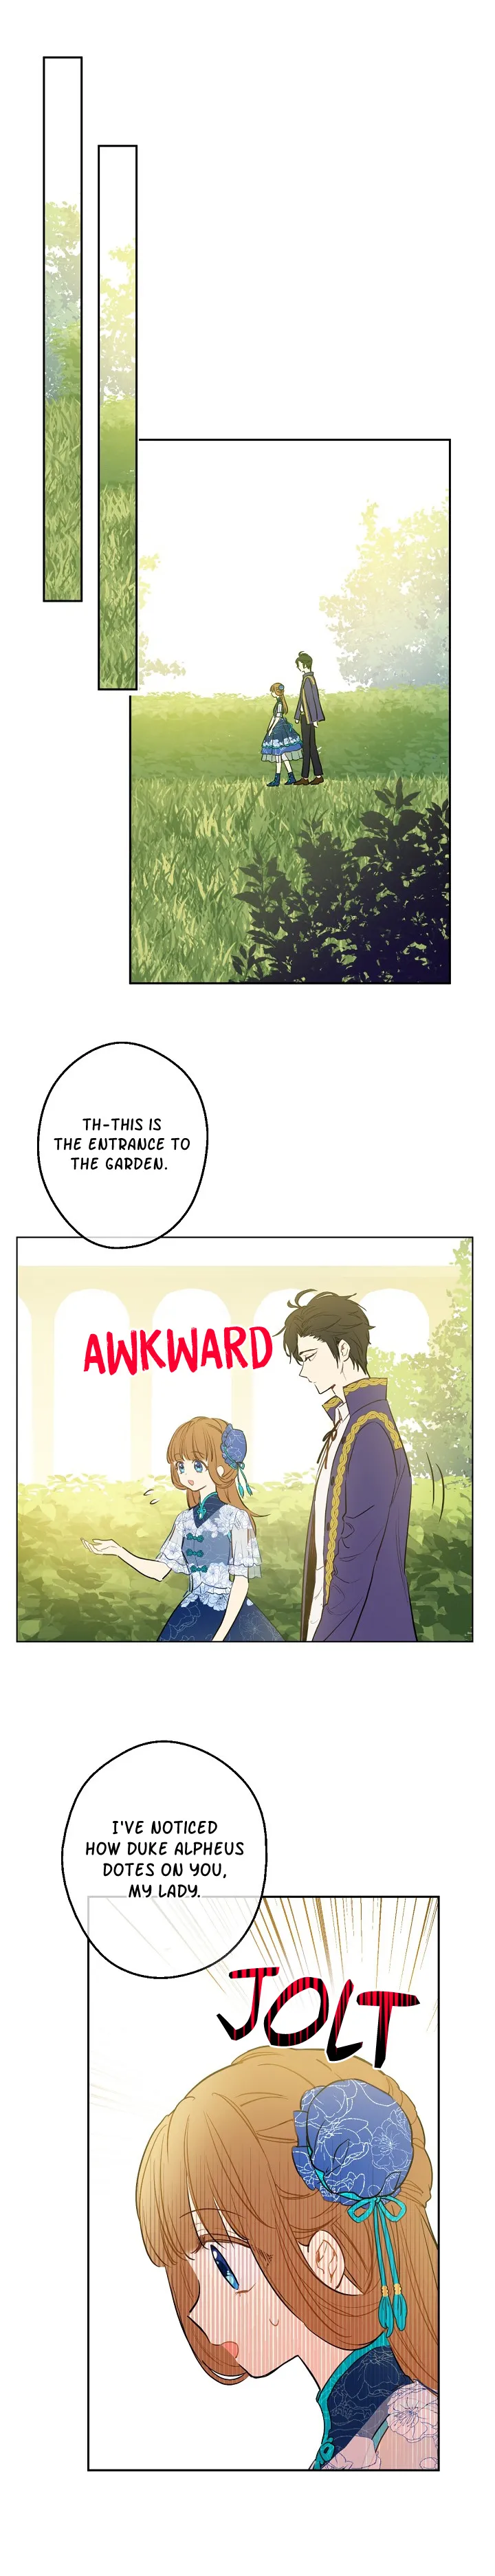 TH-THIS IS
THE ENTRANCE TO
THE GARDEN.
AWKWARD
I'VE NOTICED
HOW DUKE ALPHEUS
DOTES ON YOU,
MY LADY.
JOLT